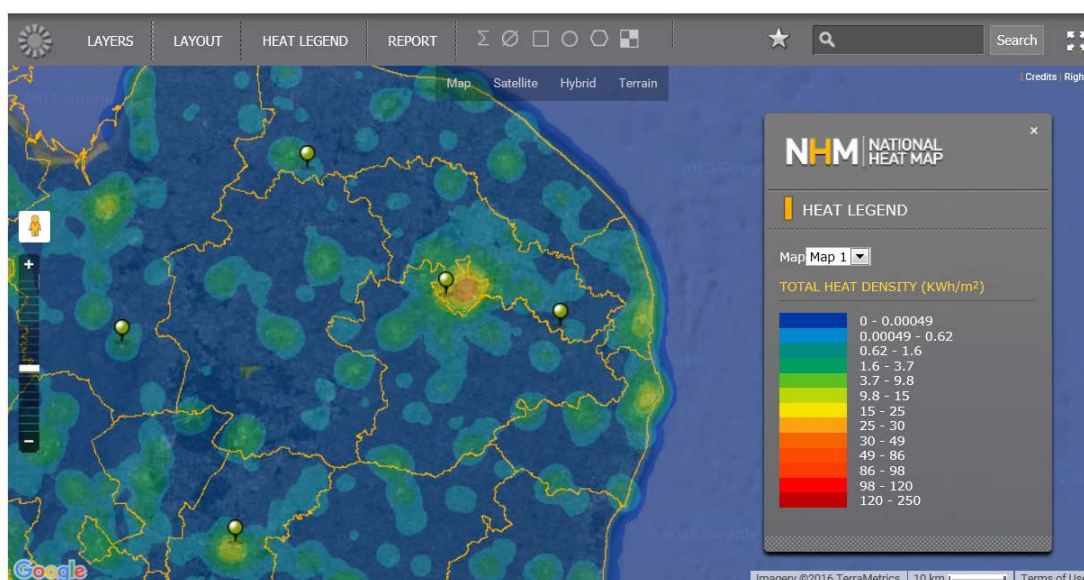 LAYERS LAYOUT HEAT LEGEND REPORT Search
Map Satellite Hybrid Terrain
| Credits | Righ
NHM NATIONAL HEAT MAP
×
HEAT LEGEND
Map Map 1
TOTAL HEAT DENSITY (KWh/m²)
0 - 0.00049
0.00049 - 0.62
0.62 - 1.6
1.6 - 3.7
3.7 - 9.8
9.8 - 15
15 - 25
25 - 30
30 - 49
49 - 86
86 - 98
98 - 120
120 - 250
Google
Imagery ©2016 TerraMetrics 10 km Terms of Use